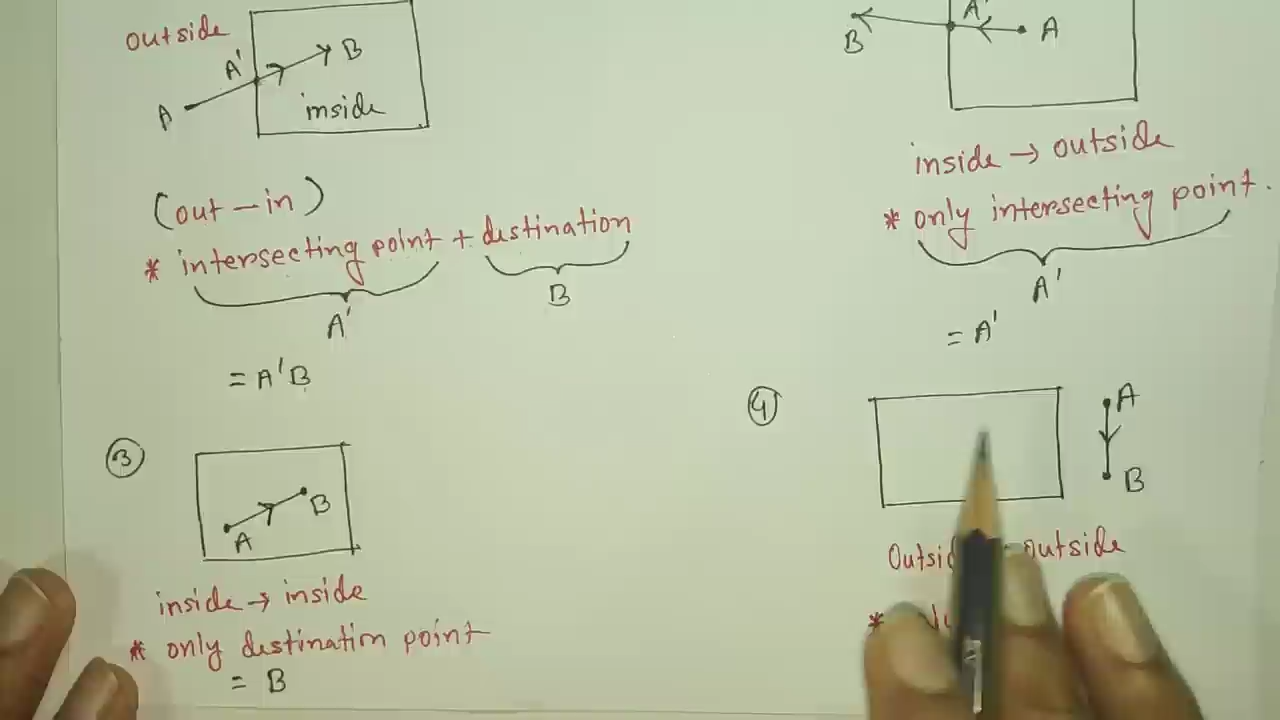 outside
A' B
A inside
(out - in)
* intersecting point + destination
A' B
= A'B
B A' A
inside → outside
* only intersecting point.
A'
= A'
3
A B
inside → inside
* only destination point
= B
4
A
B
outside
*